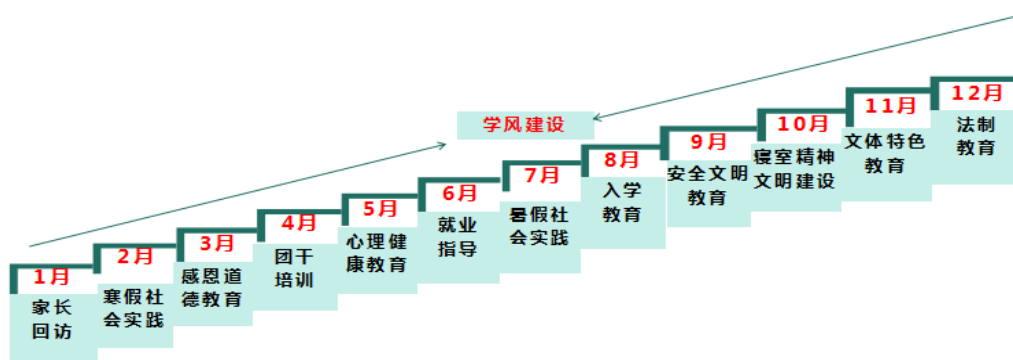 学风建设
1月
家长
回访
2月
寒假社
会实践
3月
感恩道
德教育
4月
团干
培训
5月
心理健
康教育
6月
就业
指导
7月
暑假社
会实践
8月
入学
教育
9月
安全文明
教育
10月
寝室精神
文明建设
11月
文体特色
教育
12月
法制
教育